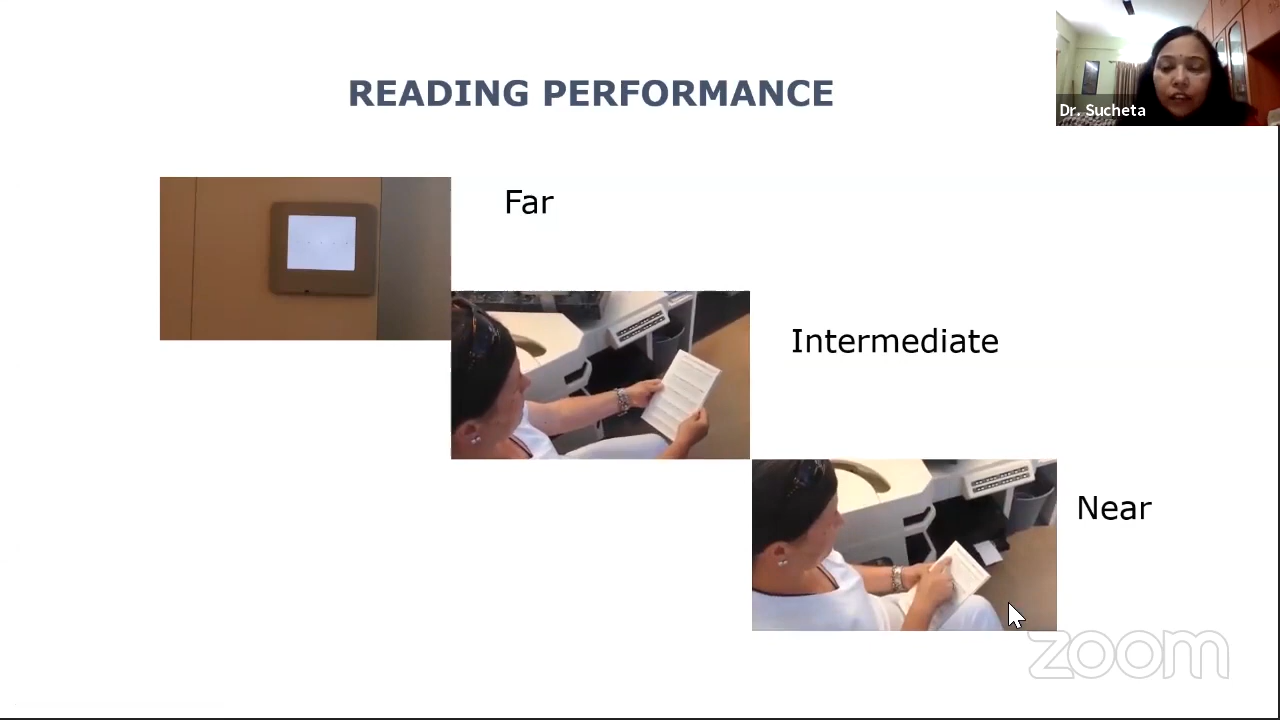 READING PERFORMANCE
Dr. Sucheta
Far
Intermediate
Near
zoom